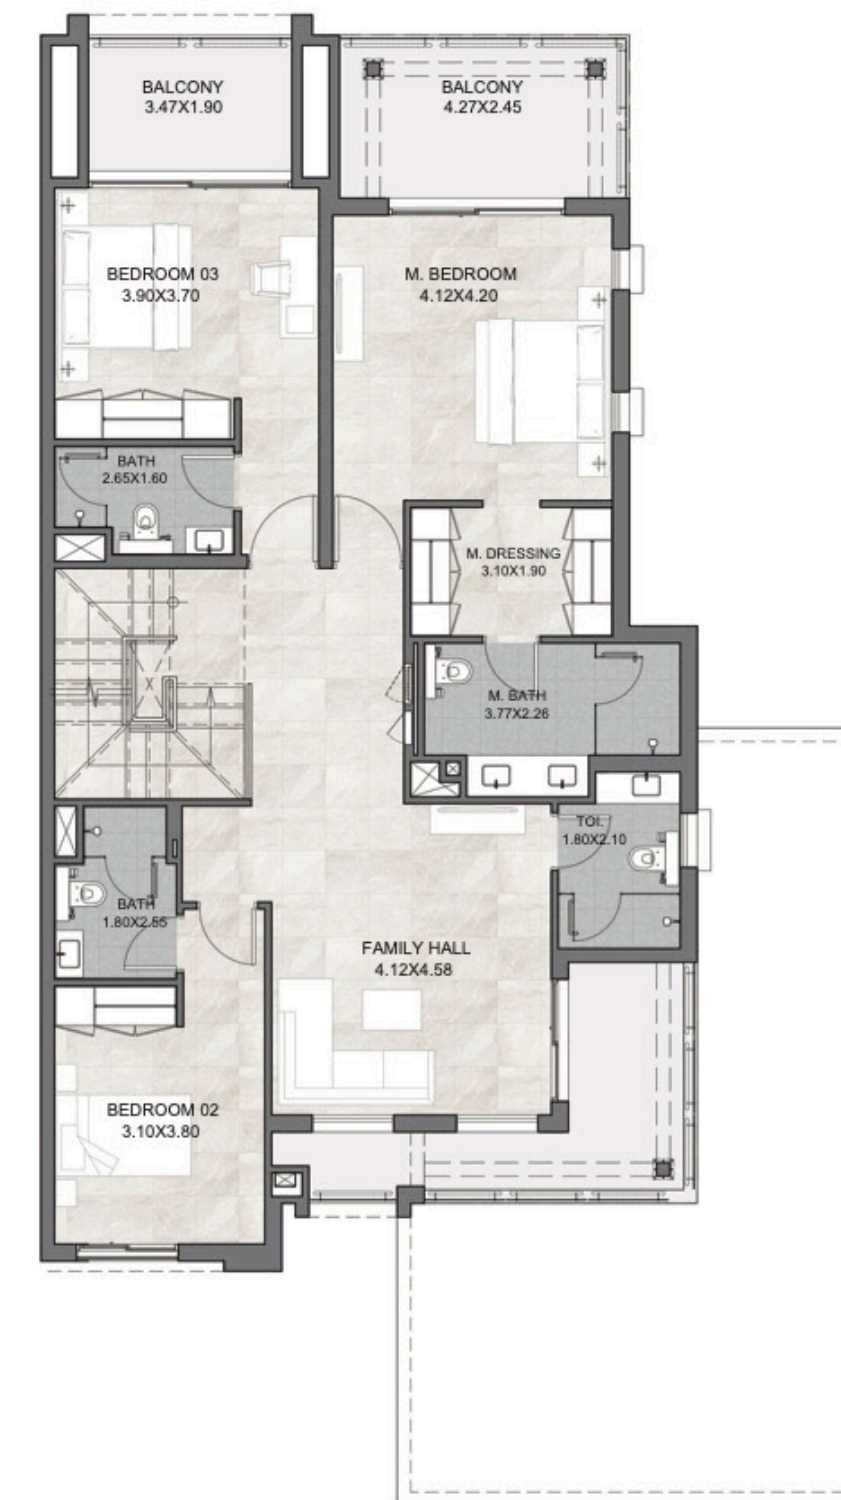 BALCONY
3.47X1.90
BALCONY
4.27X2.45
BEDROOM 03
3.90X3.70
M. BEDROOM
4.12X4.20
BATH
2.65X1.60
M. DRESSING
3.10X1.90
M. BATH
3.77X2.26
TOI.
1.80X2.10
BATH
1.80X2.55
FAMILY HALL
4.12X4.58
BEDROOM 02
3.10X3.80